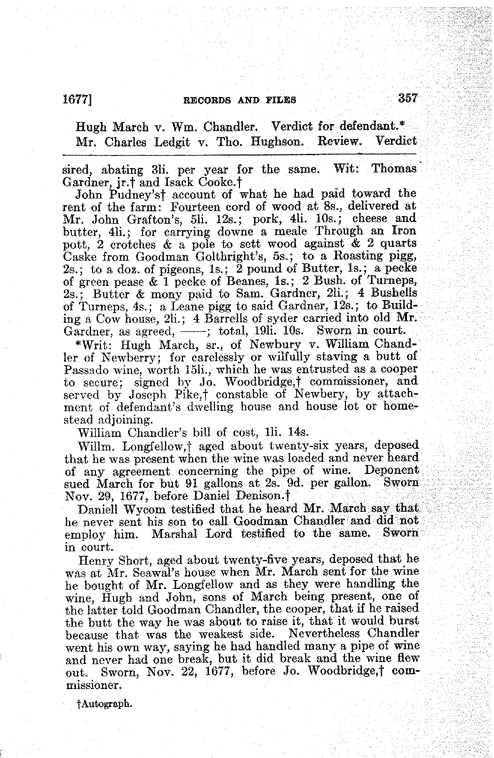 1677] RECORDS AND FILES 357
Hugh March v. Wm. Chandler. Verdict for defendant.*
Mr. Charles Ledgit v. Tho. Hughson. Review. Verdict
sired, abating 3li. per year for the same. Wit: Thomas
Gardner, jr.† and Isack Cooke.†
John Pudney's† account of what he had paid toward the
rent of the farm: Fourteen cord of wood at 8s., delivered at
Mr. John Grafton's, 5li. 12s.; pork, 4li. 10s.; cheese and
butter, 4li.; for carrying downe a meale Through an Iron
pott, 2 crotches & a pole to sett wood against & 2 quarts
Caske from Goodman Golthright's, 5s.; to a Roasting pigg,
2s.; to a doz. of pigeons, 1s.; 2 pound of Butter, 1s.; a pecke
of green pease & 1 pecke of Beanes, 1s.; 2 Bush. of Turneps,
2s.; Butter & mony paid to Sam. Gardner, 2li.; 4 Bushells
of Turneps, 4s.; a Leane pigg to said Gardner, 12s.; to Build-
ing a Cow house, 2li.; 4 Barrells of syder carried into old Mr.
Gardner, as agreed, ——; total, 19li. 10s. Sworn in court.
*Writ: Hugh March, sr., of Newbury v. William Chand-
ler of Newberry; for carelessly or wilfully staving a butt of
Passado wine, worth 15li., which he was entrusted as a cooper
to secure; signed by Jo. Woodbridge,† commissioner, and
served by Joseph Pike,† constable of Newbery, by attach-
ment of defendant's dwelling house and house lot or home-
stead adjoining.
William Chandler's bill of cost, 1li. 14s.
Willm. Longfellow,† aged about twenty-six years, deposed
that he was present when the wine was loaded and never heard
of any agreement concerning the pipe of wine. Deponent
sued March for but 91 gallons at 2s. 9d. per gallon. Sworn
Nov. 29, 1677, before Daniel Denison.†
Daniell Wycom testified that he heard Mr. March say that
he never sent his son to call Goodman Chandler and did not
employ him. Marshal Lord testified to the same. Sworn
in court.
Henry Short, aged about twenty-five years, deposed that he
was at Mr. Seawal's house when Mr. March sent for the wine
he bought of Mr. Longfellow and as they were handling the
wine, Hugh and John, sons of March being present, one of
the latter told Goodman Chandler, the cooper, that if he raised
the butt the way he was about to raise it, that it would burst
because that was the weakest side. Nevertheless Chandler
went his own way, saying he had handled many a pipe of wine
and never had one break, but it did break and the wine flew
out. Sworn, Nov. 22, 1677, before Jo. Woodbridge,† com-
missioner.
†Autograph.